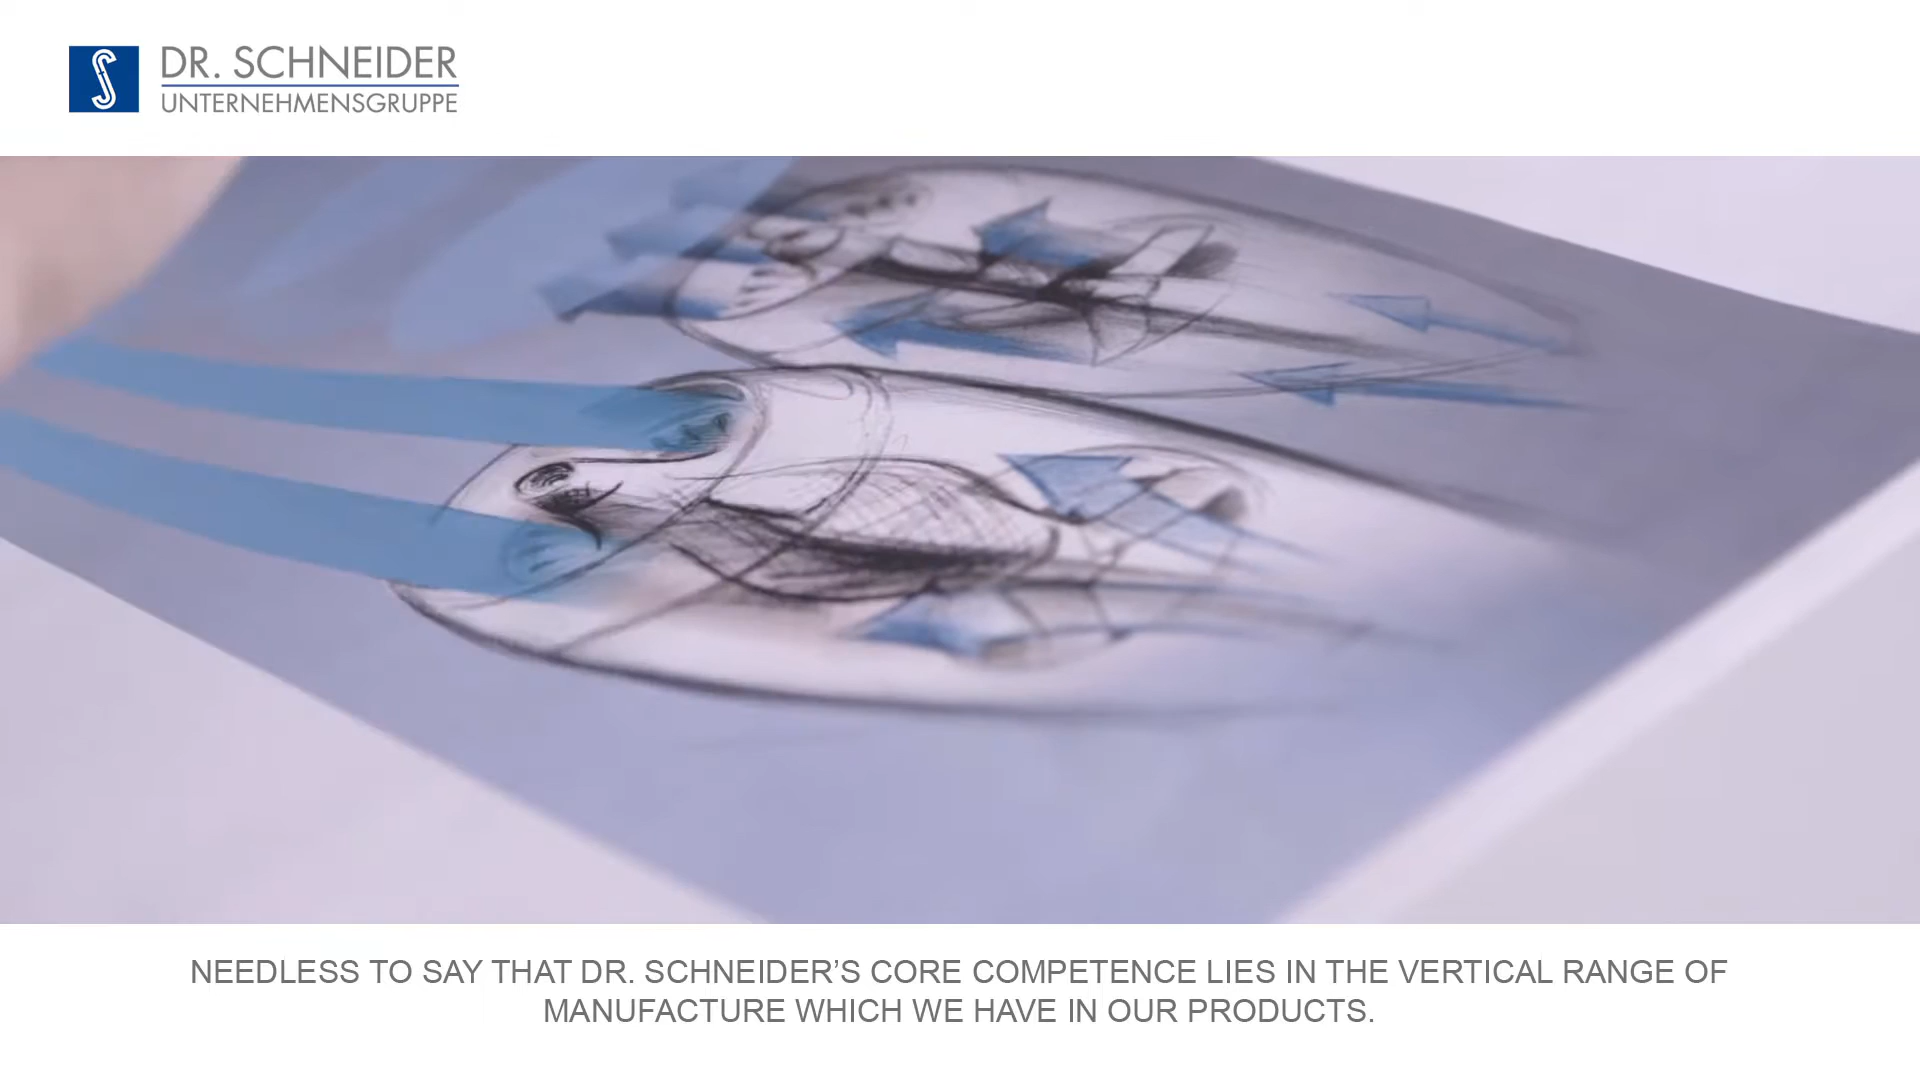 DR. SCHNEIDER
UNTERNEHMENSGRUPPE
NEEDLESS TO SAY THAT DR. SCHNEIDER’S CORE COMPETENCE LIES IN THE VERTICAL RANGE OF
MANUFACTURE WHICH WE HAVE IN OUR PRODUCTS.